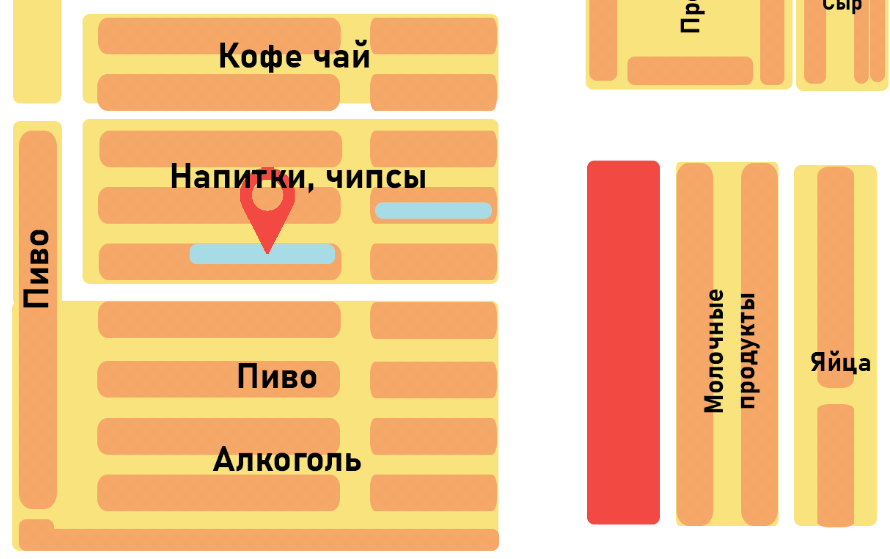 Сыр
Кофе чай
Напитки, чипсы
Пиво
Молочные
продукты
Яйца
Пиво
Алкоголь